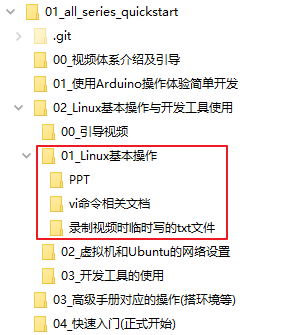 01_all_series_quickstart
.git
00_视频体系介绍及引导
01_使用Arduino操作体验简单开发
02_Linux基本操作与开发工具使用
00_引导视频
01_Linux基本操作
PPT
vi命令相关文档
录制视频时临时写的txt文件
02_虚拟机和Ubuntu的网络设置
03_开发工具的使用
03_高级手册对应的操作(搭环境等)
04_快速入门(正式开始)